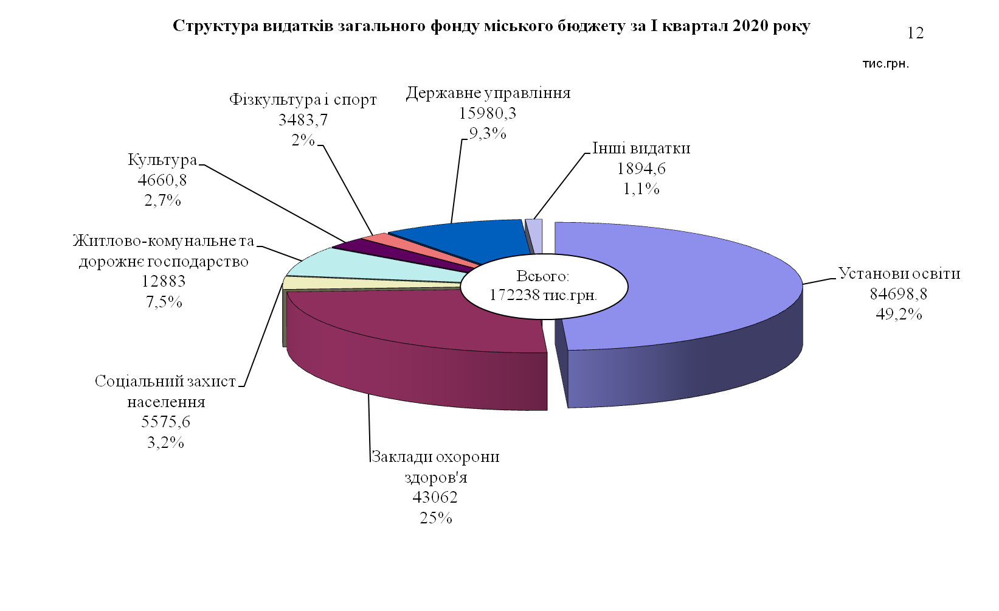 Структура видатків загального фонду міського бюджету за І квартал 2020 року
12
тис.грн.
Державне управління
15980,3
9,3%
Фізкультура і спорт
3483,7
2%
Інші видатки
1894,6
1,1%
Культура
4660,8
2,7%
Житлово-комунальне та
дорожнє господарство
12883
7,5%
Всього:
172238 тис.грн.
Установи освіти
84698,8
49,2%
Соціальний захист
населення
5575,6
3,2%
Заклади охорони
здоров'я
43062
25%